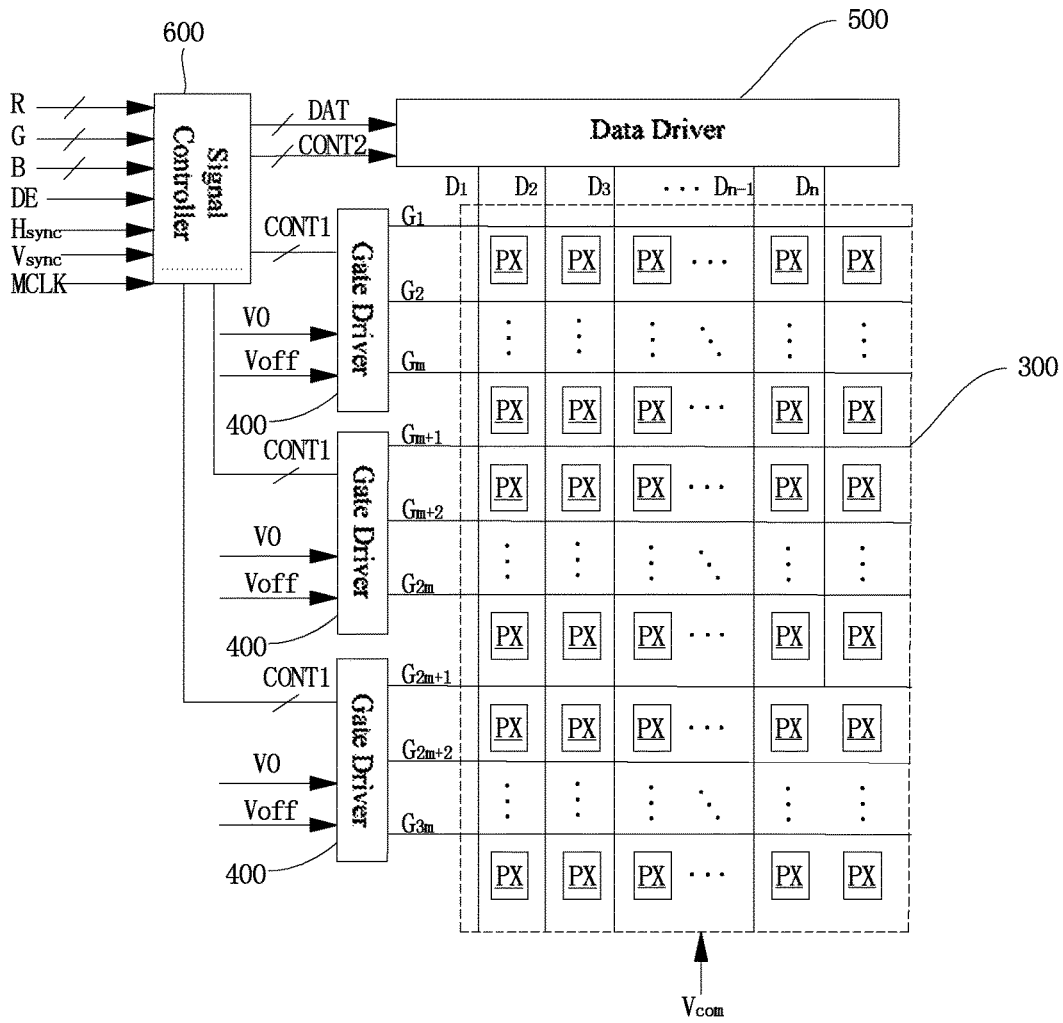 600
500
R
G
B
DE
Hsync
Vsync
MCLK
Signal Controller
DAT
CONT2
Data Driver
D1 D2 D3 ··· Dn-1 Dn
CONT1
V0
Voff
Gate Driver
400
G1
G2
Gm
PX PX PX ··· PX PX
PX PX PX ··· PX PX
300
CONT1
V0
Voff
Gate Driver
400
Gm+1
Gm+2
G2m
PX PX PX ··· PX PX
PX PX PX ··· PX PX
CONT1
V0
Voff
Gate Driver
400
G2m+1
G2m+2
G3m
PX PX PX ··· PX PX
PX PX PX ··· PX PX
Vcom